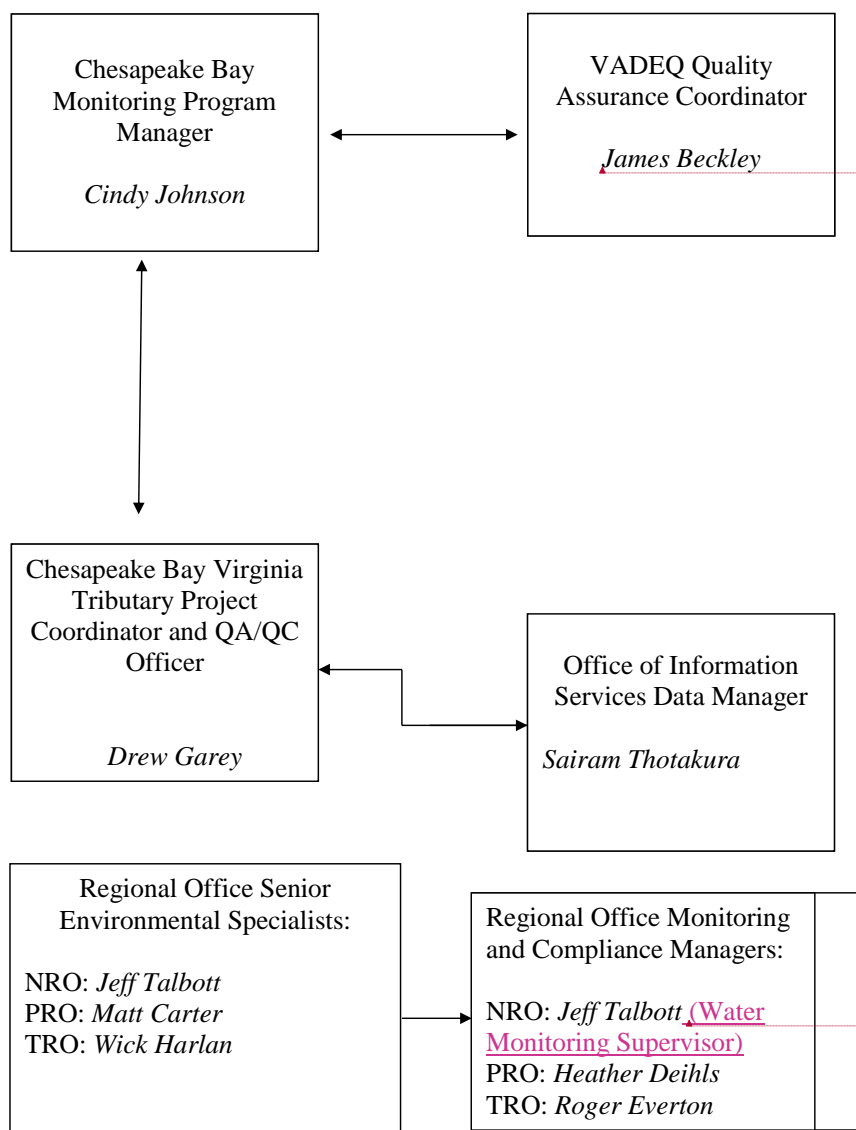 Chesapeake Bay
Monitoring Program
Manager
Cindy Johnson
VADEQ Quality
Assurance Coordinator
James Beckley
Chesapeake Bay Virginia
Tributary Project
Coordinator and QA/QC
Officer
Drew Garey
Office of Information
Services Data Manager
Sairam Thotakura
Regional Office Senior
Environmental Specialists:
NRO: Jeff Talbott
PRO: Matt Carter
TRO: Wick Harlan
Regional Office Monitoring
and Compliance Managers:
NRO: Jeff Talbott (Water
Monitoring Supervisor)
PRO: Heather Deihls
TRO: Roger Everton